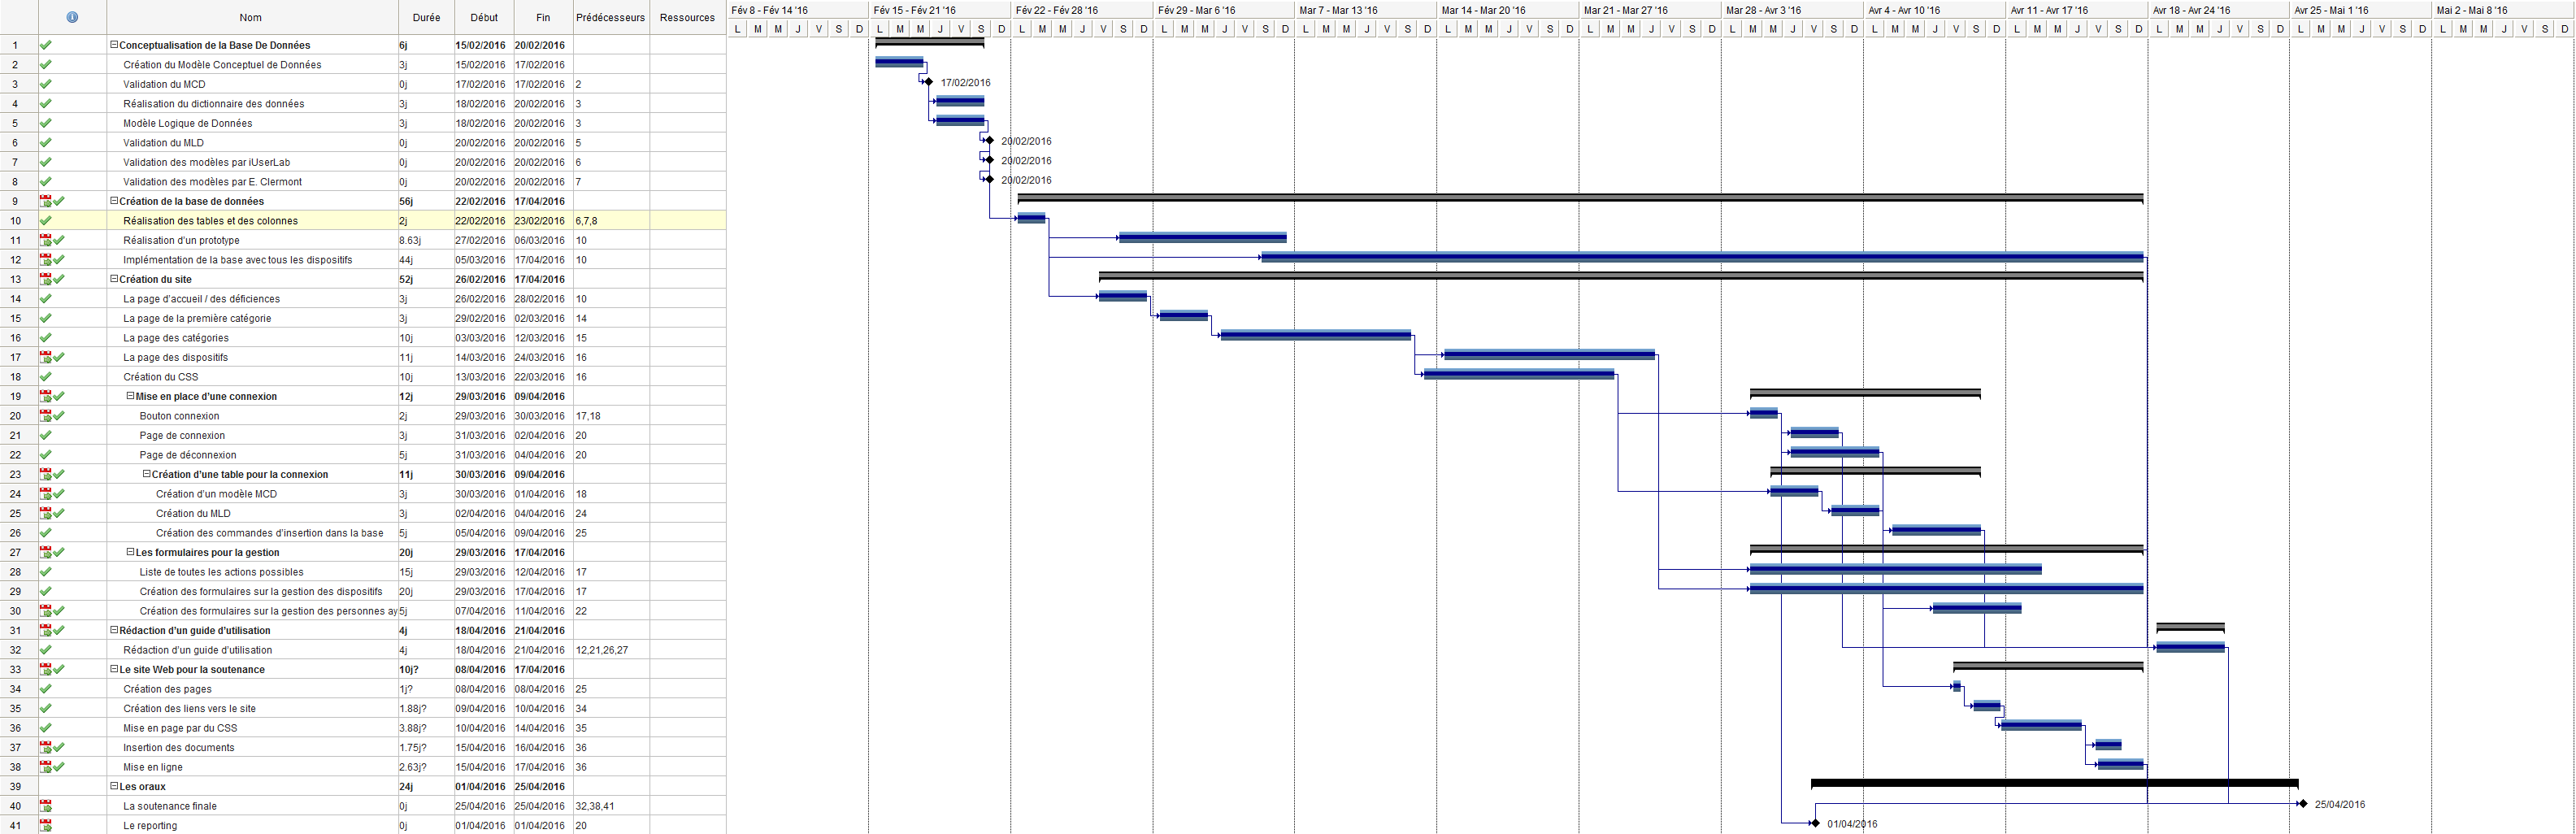 Nom Durée Début Fin Prédécesseurs Ressources
Fév 8 - Fév 14 '16 Fév 15 - Fév 21 '16 Fév 22 - Fév 28 '16 Fév 29 - Mar 6 '16 Mar 7 - Mar 13 '16 Mar 14 - Mar 20 '16 Mar 21 - Mar 27 '16 Mar 28 - Avr 3 '16 Avr 4 - Avr 10 '16 Avr 11 - Avr 17 '16 Avr 18 - Avr 24 '16 Avr 25 - Mai 1 '16 Mai 2 - Mai 8 '16
L M M J V S D L M M J V S D L M M J V S D L M M J V S D L M M J V S D L M M J V S D L M M J V S D L M M J V S D L M M J V S D L M M J V S D L M M J V S D L M M J V S D L M M J V S D
1 Conceptualisation de la Base De Données 6j 15/02/2016 20/02/2016
2 Création du Modèle Conceptuel de Données 3j 15/02/2016 17/02/2016
3 Validation du MCD 0j 17/02/2016 17/02/2016 2 17/02/2016
4 Réalisation du dictionnaire des données 3j 18/02/2016 20/02/2016 3
5 Modèle Logique de Données 3j 18/02/2016 20/02/2016 3
6 Validation du MLD 0j 20/02/2016 20/02/2016 5 20/02/2016
7 Validation des modèles par iUserLab 0j 20/02/2016 20/02/2016 6 20/02/2016
8 Validation des modèles par E. Clermont 0j 20/02/2016 20/02/2016 7 20/02/2016
9 Création de la base de données 56j 22/02/2016 17/04/2016
10 Réalisation des tables et des colonnes 2j 22/02/2016 23/02/2016 6,7,8
11 Réalisation d'un prototype 8.63j 27/02/2016 06/03/2016 10
12 Implémentation de la base avec tous les dispositifs 44j 05/03/2016 17/04/2016 10
13 Création du site 52j 26/02/2016 17/04/2016
14 La page d'accueil / des déficiences 3j 26/02/2016 28/02/2016 10
15 La page de la première catégorie 3j 29/02/2016 02/03/2016 14
16 La page des catégories 10j 03/03/2016 12/03/2016 15
17 La page des dispositifs 11j 14/03/2016 24/03/2016 16
18 Création du CSS 10j 13/03/2016 22/03/2016 16
19 Mise en place d'une connexion 12j 29/03/2016 09/04/2016
20 Bouton connexion 2j 29/03/2016 30/03/2016 17,18
21 Page de connexion 3j 31/03/2016 02/04/2016 20
22 Page de déconnexion 5j 31/03/2016 04/04/2016 20
23 Création d'une table pour la connexion 11j 30/03/2016 09/04/2016
24 Création d'un modèle MCD 3j 30/03/2016 01/04/2016 18
25 Création du MLD 3j 02/04/2016 04/04/2016 24
26 Création des commandes d'insertion dans la base 5j 05/04/2016 09/04/2016 25
27 Les formulaires pour la gestion 20j 29/03/2016 17/04/2016
28 Liste de toutes les actions possibles 15j 29/03/2016 12/04/2016 17
29 Création des formulaires sur la gestion des dispositifs 20j 29/03/2016 17/04/2016 17
30 Création des formulaires sur la gestion des personnes ay 5j 07/04/2016 11/04/2016 22
31 Rédaction d'un guide d'utilisation 4j 18/04/2016 21/04/2016
32 Rédaction d'un guide d'utilisation 4j 18/04/2016 21/04/2016 12,21,26,27
33 Le site Web pour la soutenance 10j? 08/04/2016 17/04/2016
34 Création des pages 1j? 08/04/2016 08/04/2016 25
35 Création des liens vers le site 1.88j? 09/04/2016 10/04/2016 34
36 Mise en page par du CSS 3.88j? 10/04/2016 14/04/2016 35
37 Insertion des documents 1.75j? 15/04/2016 16/04/2016 36
38 Mise en ligne 2.63j? 15/04/2016 17/04/2016 36
39 Les oraux 24j 01/04/2016 25/04/2016
40 La soutenance finale 0j 25/04/2016 25/04/2016 32,38,41 25/04/2016
41 Le reporting 0j 01/04/2016 01/04/2016 20 01/04/2016